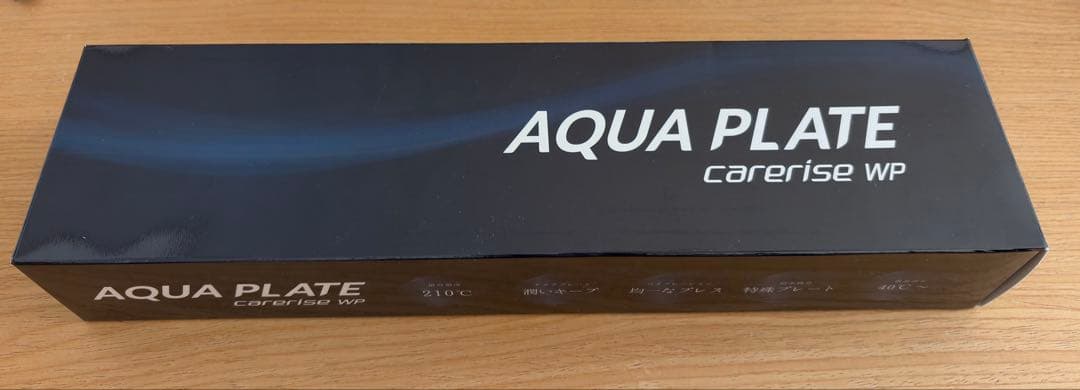 AQUA PLATE
carerise WP
AQUA PLATE
carerise WP
210℃
潤いキープ
均一なプレス
特殊プレート
40℃～